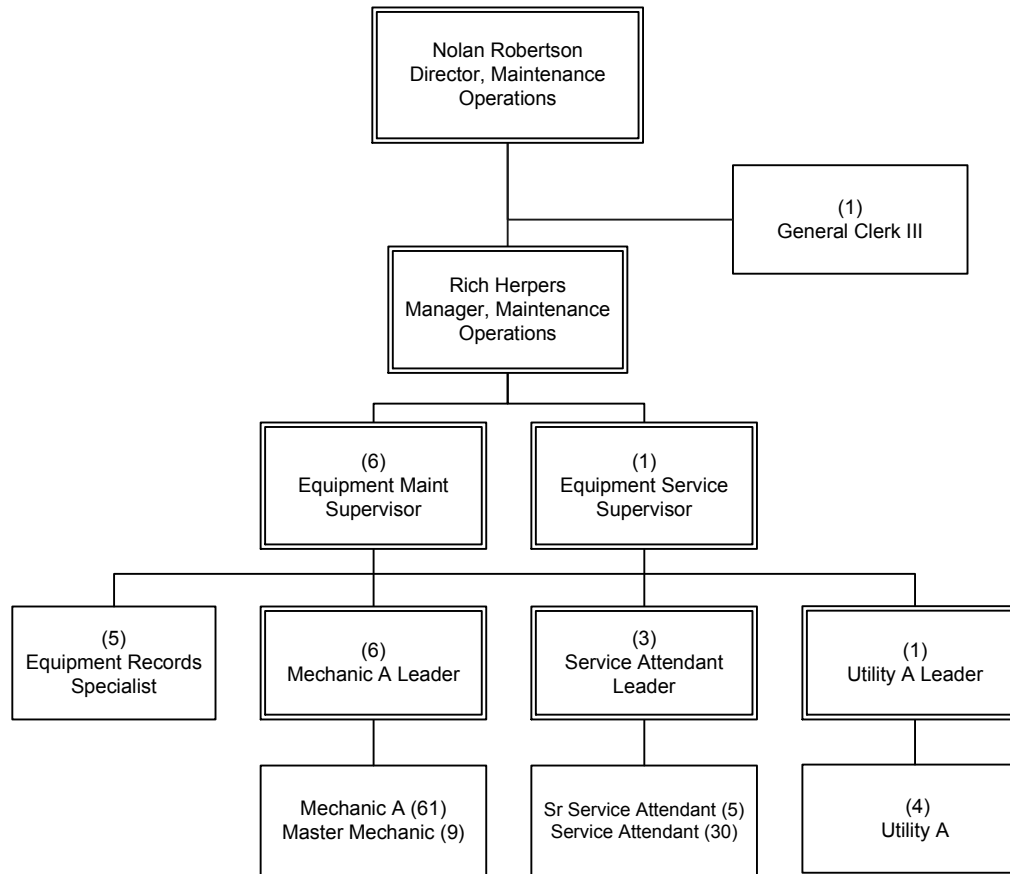 Nolan Robertson
Director, Maintenance
Operations
(1)
General Clerk III
Rich Herpers
Manager, Maintenance
Operations
(6)
Equipment Maint
Supervisor
(1)
Equipment Service
Supervisor
(5)
Equipment Records
Specialist
(6)
Mechanic A Leader
(3)
Service Attendant
Leader
(1)
Utility A Leader
Mechanic A (61)
Master Mechanic (9)
Sr Service Attendant (5)
Service Attendant (30)
(4)
Utility A